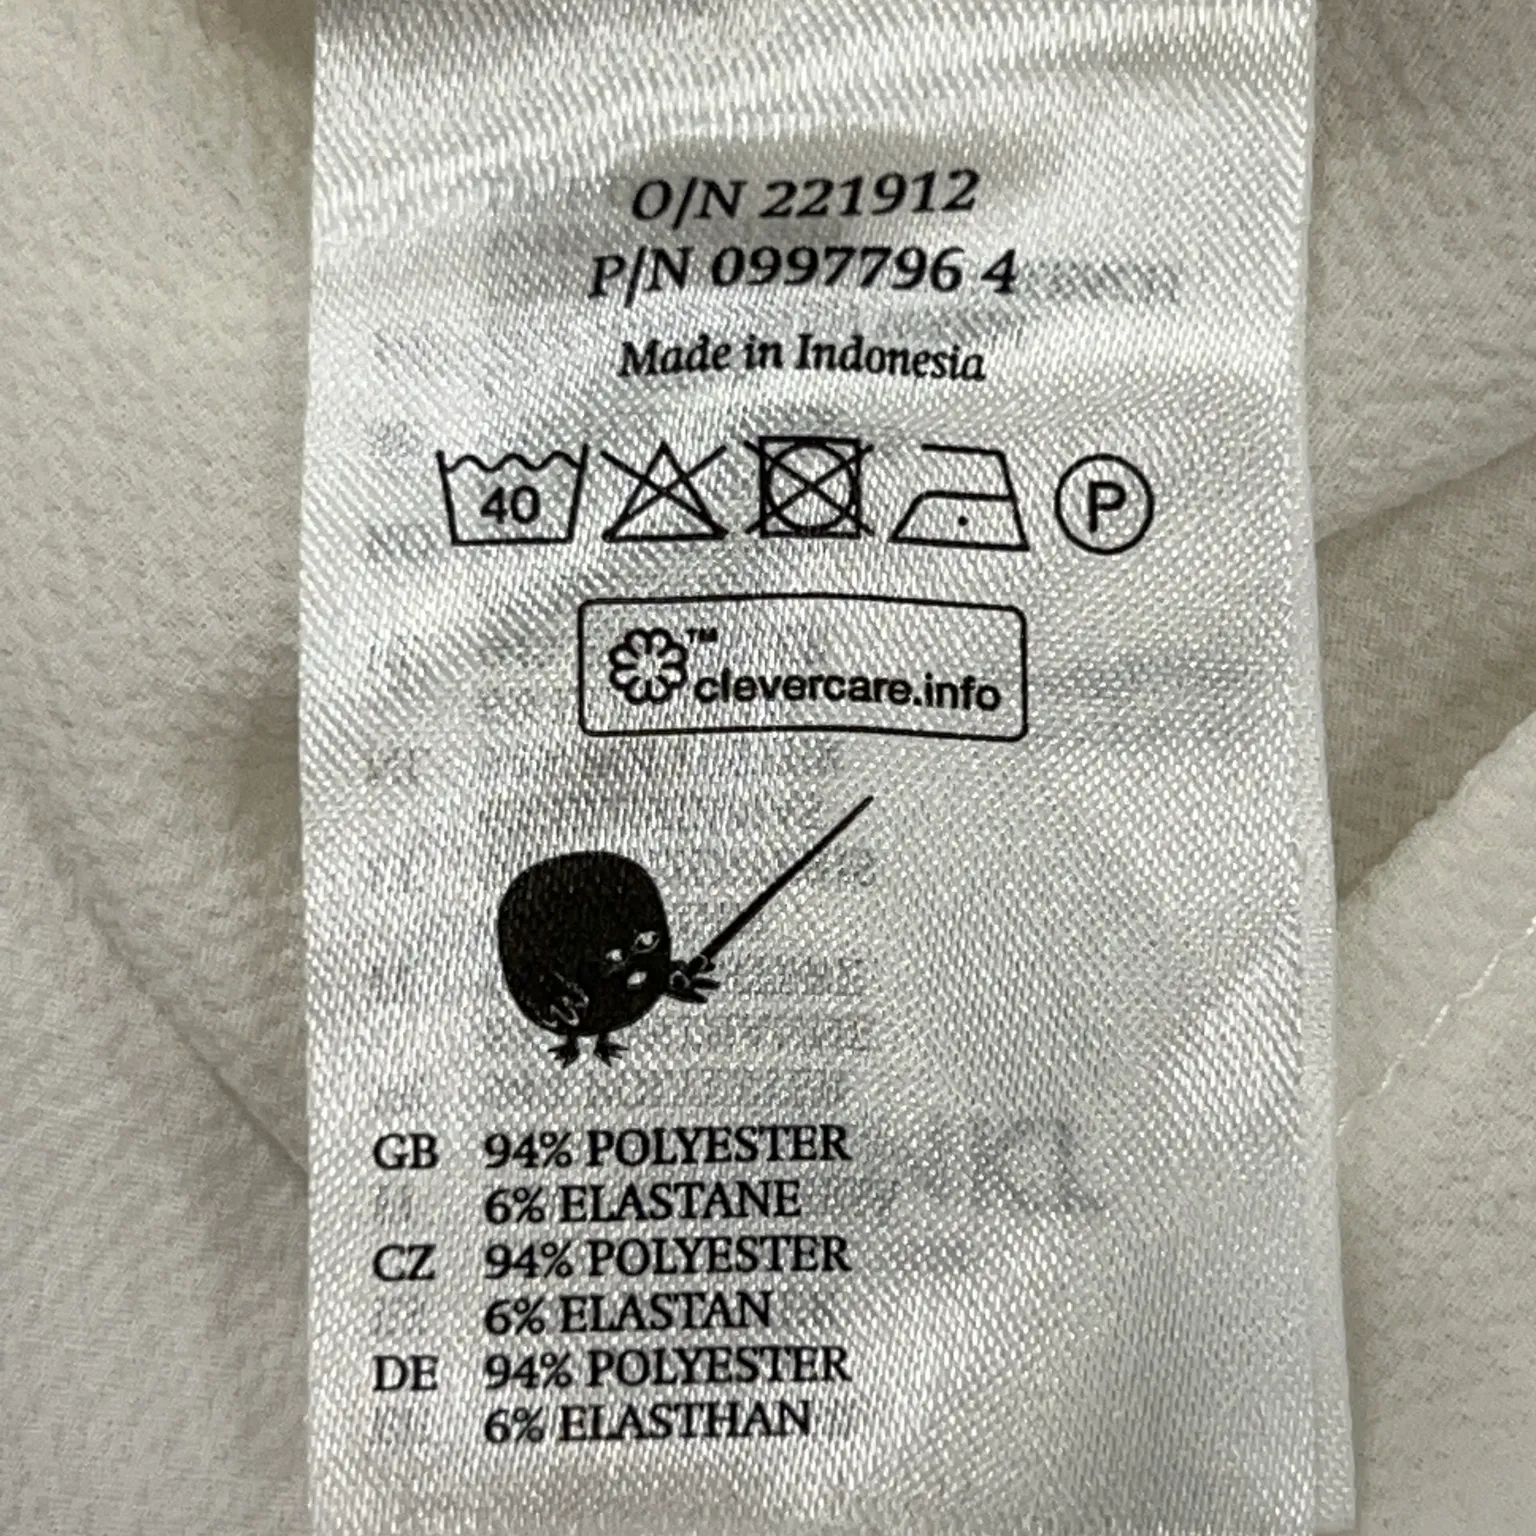 O/N 221912
P/N 0997796 4
Made in Indonesia
40 P
™ clevercare.info
GB 94% POLYESTER
6% ELASTANE
CZ 94% POLYESTER
6% ELASTAN
DE 94% POLYESTER
6% ELASTHAN